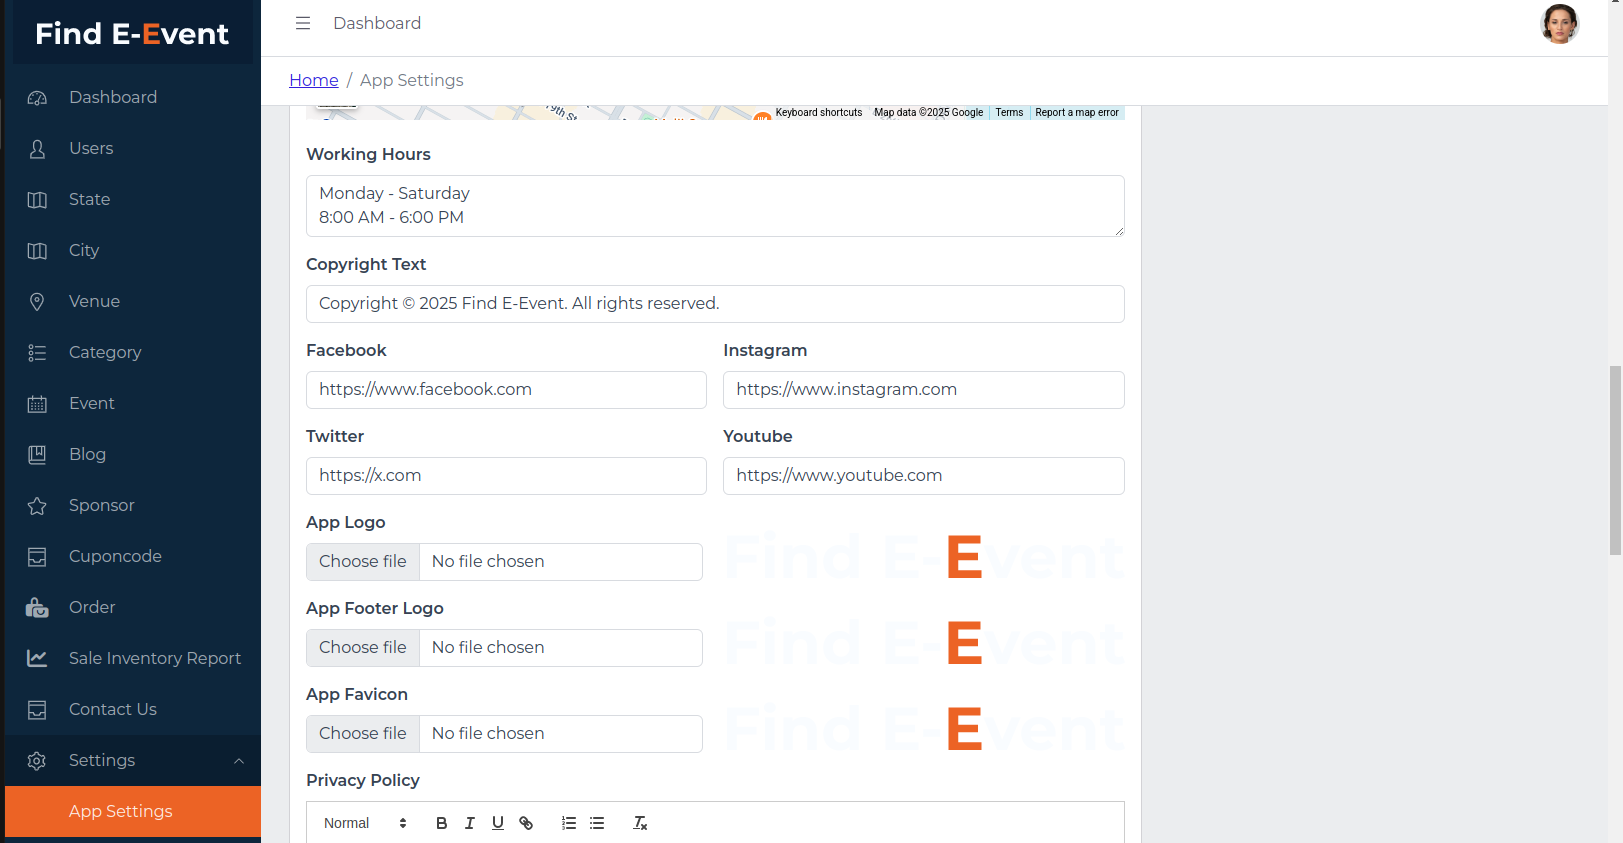 Find E-Event
Dashboard
Users
State
City
Venue
Category
Event
Blog
Sponsor
Cuponcode
Order
Sale Inventory Report
Contact Us
Settings
App Settings
Dashboard
Home / App Settings
79th St
Keyboard shortcuts
Map data ©2025 Google
Terms
Report a map error
Working Hours
Monday - Saturday
8:00 AM - 6:00 PM
Copyright Text
Copyright © 2025 Find E-Event. All rights reserved.
Facebook
Instagram
https://www.facebook.com
https://www.instagram.com
Twitter
Youtube
https://x.com
https://www.youtube.com
App Logo
Choose file No file chosen
Find E-Event
App Footer Logo
Choose file No file chosen
Find E-Event
App Favicon
Choose file No file chosen
Find E-Event
Privacy Policy
Normal B I U